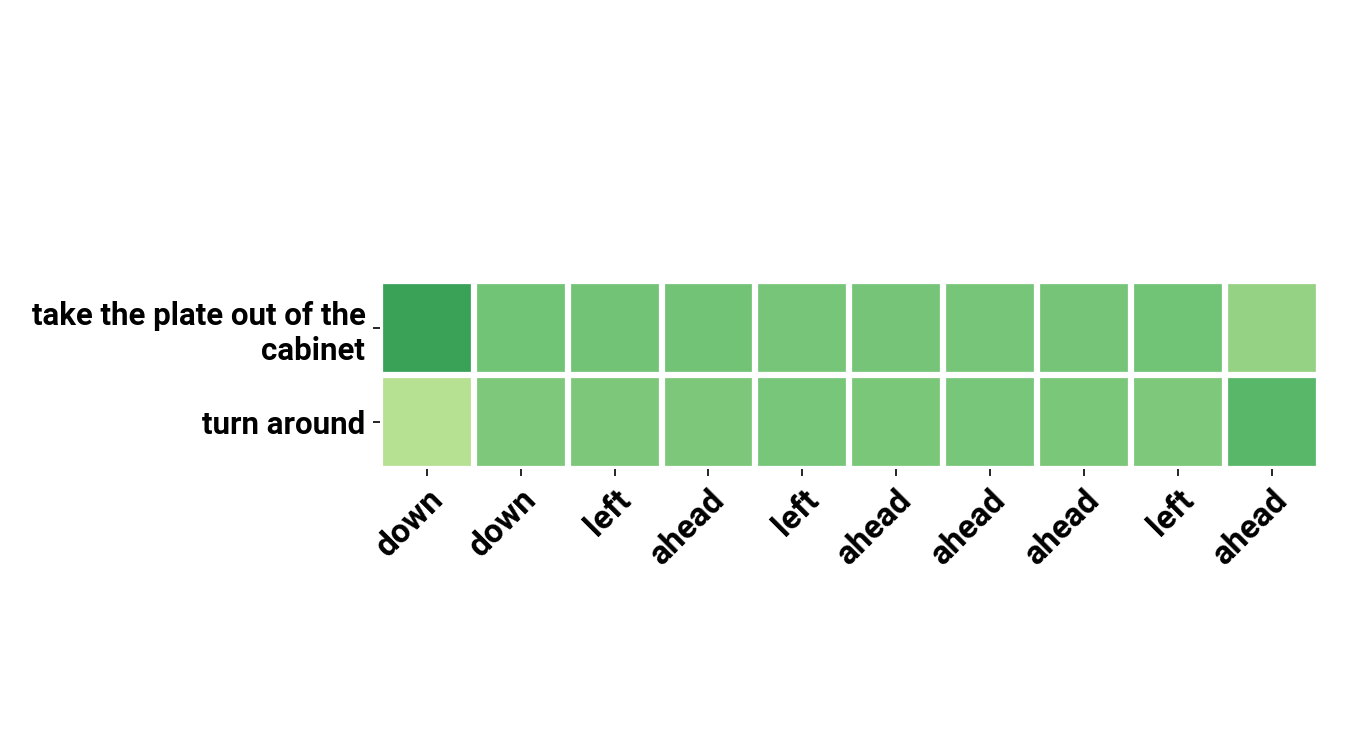 take the plate out of the
cabinet
turn around
down
down
left
ahead
left
ahead
ahead
ahead
left
ahead